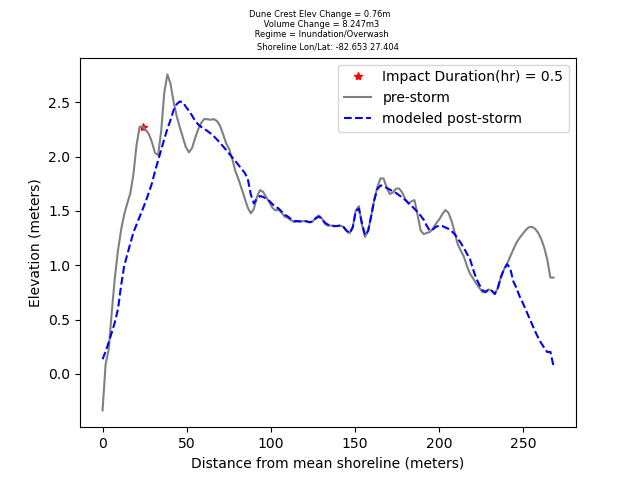 Dune Crest Elev Change = 0.76m
Volume Change = 8.247m3
Regime = Inundation/Overwash
Shoreline Lon/Lat: -82.653 27.404
Impact Duration(hr) = 0.5
pre-storm
modeled post-storm
Elevation (meters)
2.5
2.0
1.5
1.0
0.5
0.0
0 50 100 150 200 250
Distance from mean shoreline (meters)